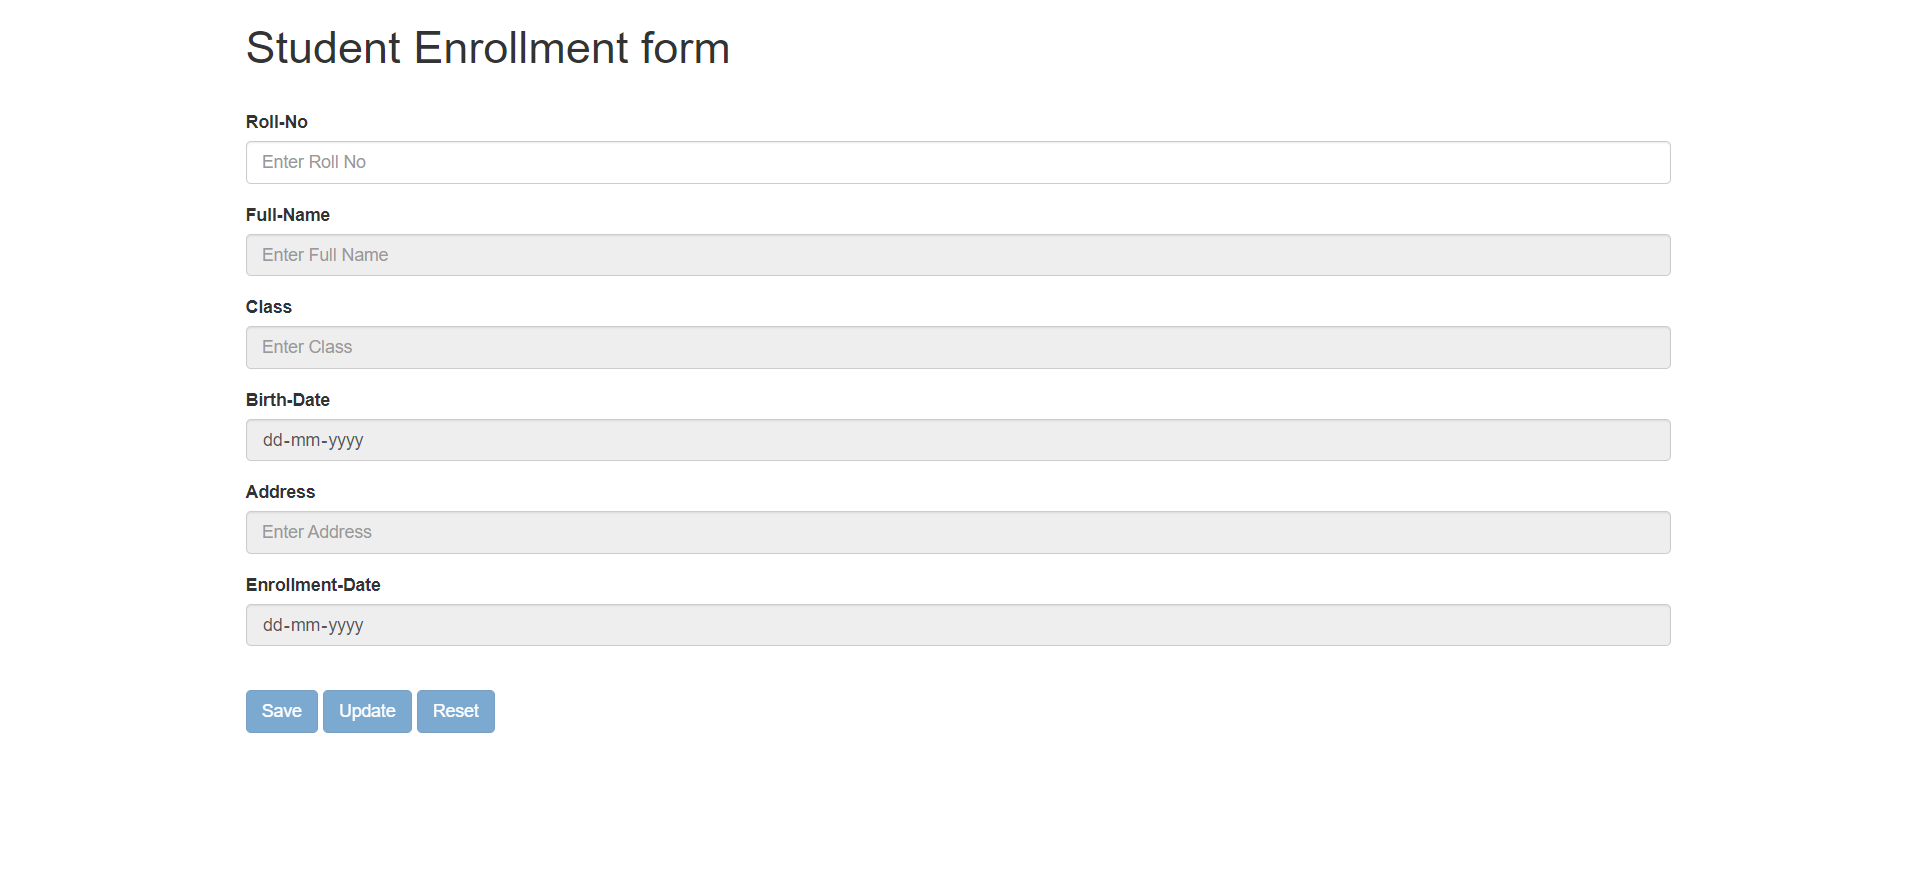 Student Enrollment form
Roll-No
Enter Roll No
Full-Name
Enter Full Name
Class
Enter Class
Birth-Date
dd-mm-yyyy
Address
Enter Address
Enrollment-Date
dd-mm-yyyy
Save Update Reset